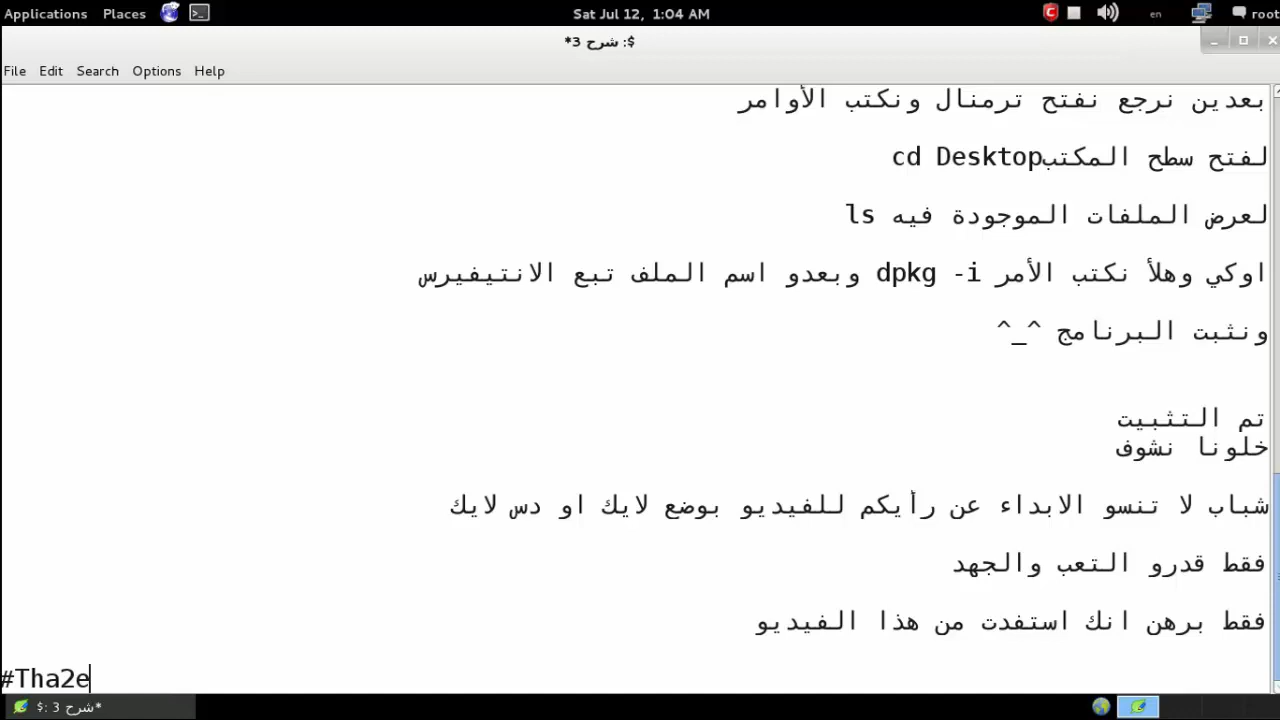 Applications Places Sat Jul 12, 1:04 AM en root
*شرح 3 :$
File Edit Search Options Help
بعدين نرجع نفتح ترمنال ونكتب الأوامر
لفتح سطح المكتبcd Desktop
لعرض الملفات الموجودة فيه ls
اوكي وهلأ نكتب الأمر dpkg -i وبعدو اسم الملف تبع الانتيفيرس
ونثبت البرنامج ^_^
تم التثبيت
خلونا نشوف
شباب لا تنسو الابداء عن رأيكم للفيديو بوضع لايك او دس لايك
فقط قدرو التعب والجهد
فقط برهن انك استفدت من هذا الفيديو
#Tha2e
$: شرح 3*